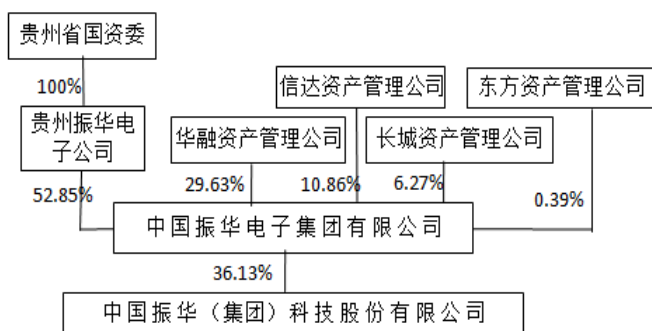 贵州省国资委
100%
信达资产管理公司
东方资产管理公司
贵州振华电
子公司
华融资产管理公司
长城资产管理公司
52.85%
29.63%
10.86%
6.27%
0.39%
中国振华电子集团有限公司
36.13%
中国振华（集团）科技股份有限公司